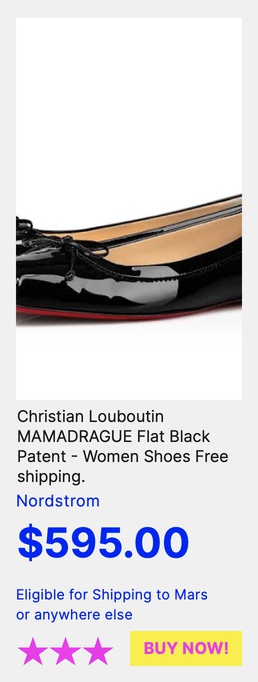 Christian Louboutin
MAMADRAGUE Flat Black
Patent - Women Shoes Free
shipping.
Nordstrom
$595.00
Eligible for Shipping to Mars
or anywhere else
BUY NOW!